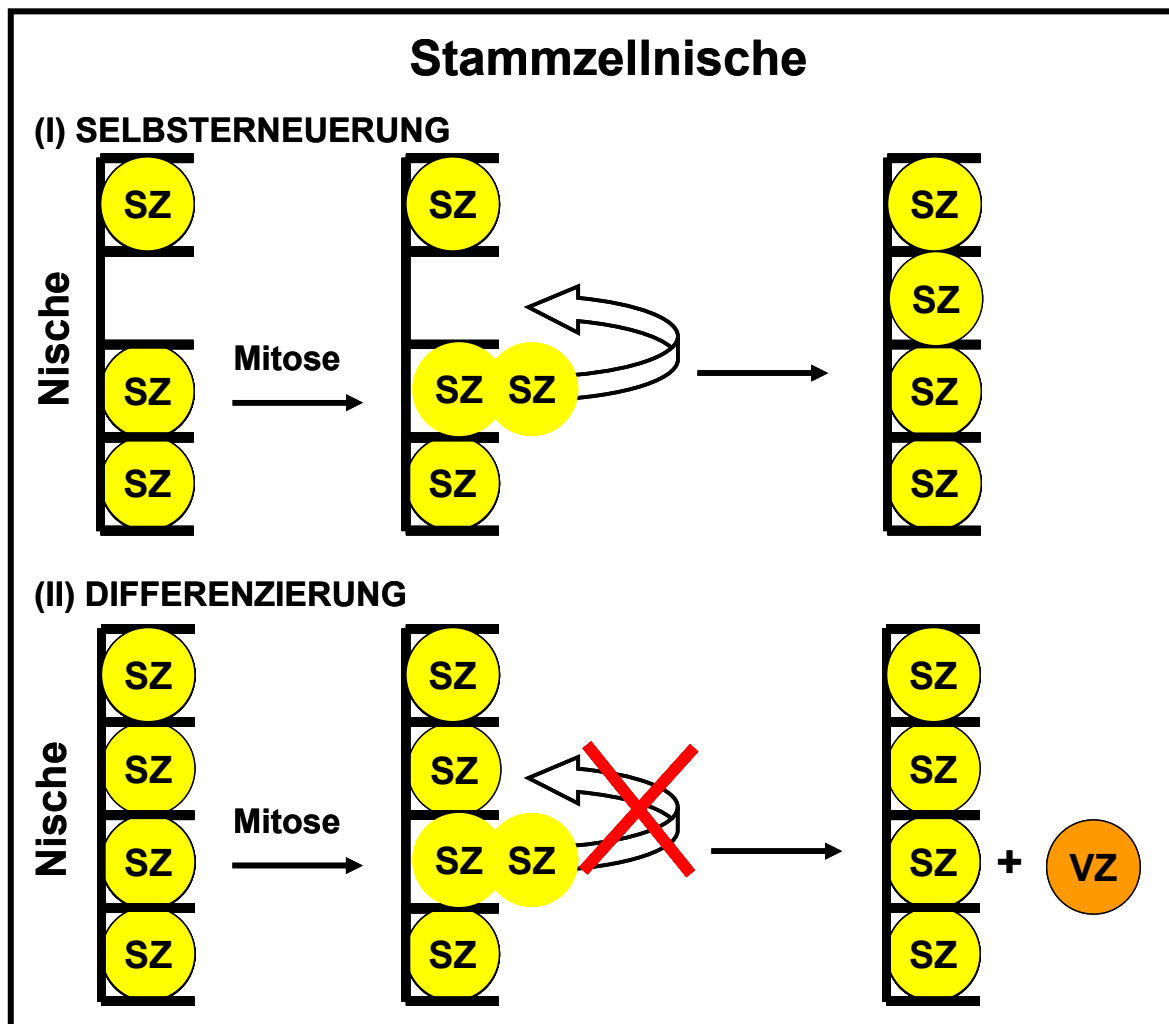 Stammzellnische
(I) SELBSTERNEUERUNG
SZ SZ SZ
SZ
Nische
Mitose
SZ SZ SZ SZ
SZ SZ SZ
(II) DIFFERENZIERUNG
SZ SZ SZ
SZ SZ SZ
Nische
Mitose
SZ SZ SZ SZ + VZ
SZ SZ SZ